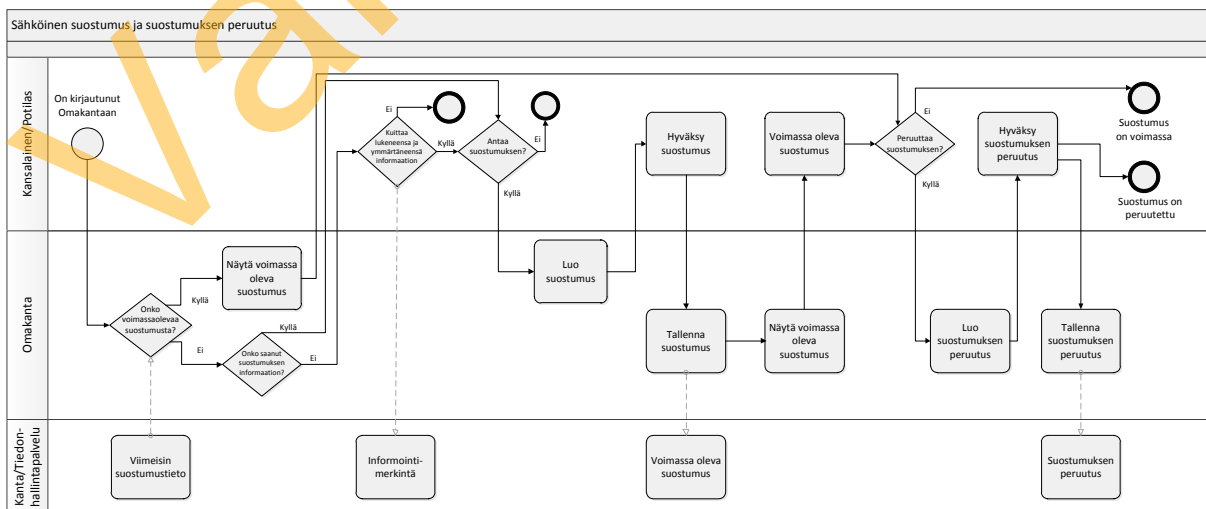 Sähköinen suostumus ja suostumuksen peruutus
Kansalainen/Potilas
On kirjautunut
Omakantaan
Ei
Kuittaa
lukeneensa ja
ymmärtäneensä
informaation
Kyllä
Antaa
suostumuksen?
Ei
Kyllä
Hyväksy
suostumus
Voimassa oleva
suostumus
Peruuttaa
suostumuksen?
Ei
Kyllä
Hyväksy
suostumuksen
peruutus
Suostumus
on voimassa
Suostumus on
peruutettu
Omakanta
Onko
voimassaolevaa
suostumusta?
Kyllä
Ei
Näytä voimassa
oleva
suostumus
Onko saanut
suostumuksen
informaation?
Kyllä
Ei
Luo
suostumus
Tallenna
suostumus
Näytä voimassa
oleva
suostumus
Luo
suostumuksen
peruutus
Tallenna
suostumuksen
peruutus
Kanta/Tiedon-
hallintapalvelu
Viimeisin
suostumustieto
Informointi-
merkintä
Voimassa oleva
suostumus
Suostumuksen
peruutus